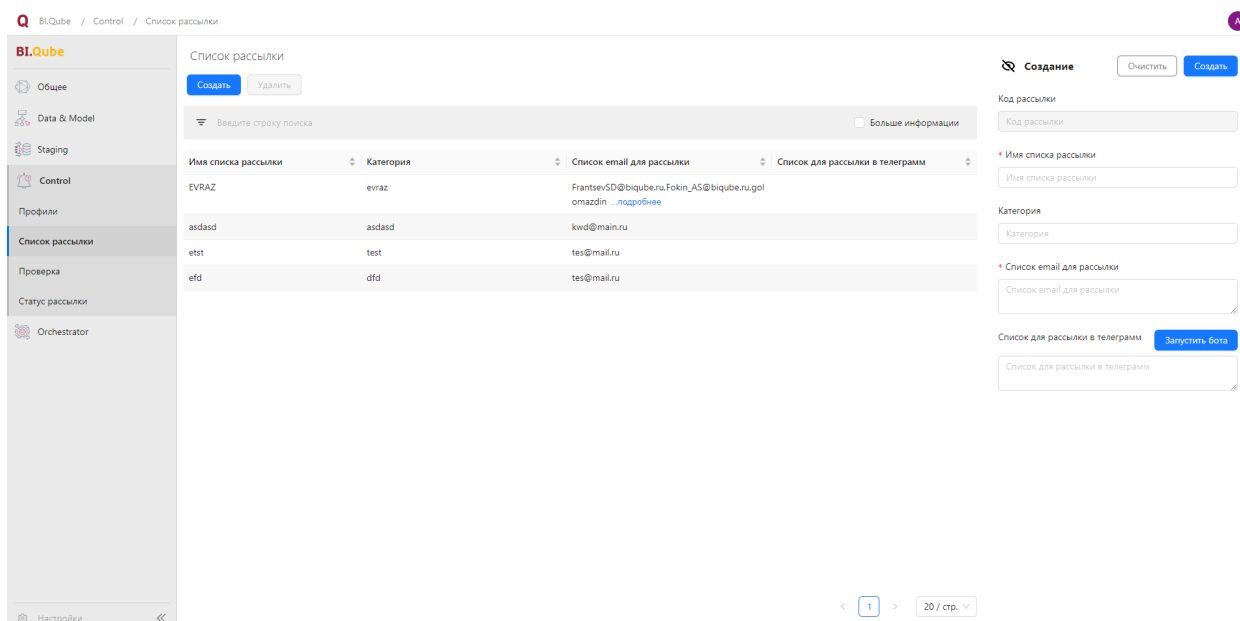 Q BI.Qube / Control / Список рассылки
A
BI.Qube
Общее
Data & Model
Staging
Control
Профили
Список рассылки
Проверка
Статус рассылки
Orchestrator
Настройки
Список рассылки
Создать Удалить
Введите строку поиска Больше информации
Имя списка рассылки Категория Список email для рассылки Список для рассылки в телеграмм
EVRAZ evraz FrantsevSD@biqube.ru,Fokin_AS@biqube.ru,gol
omazdin ...подробнее
asdasd asdasd kwd@main.ru
etst test tes@mail.ru
efd dfd tes@mail.ru
< 1 > 20 / стр.
Создание Очистить Создать
Код рассылки
Код рассылки
* Имя списка рассылки
Имя списка рассылки
Категория
Категория
* Список email для рассылки
Список email для рассылки
Список для рассылки в телеграмм Запустить бота
Список для рассылки в телеграмм